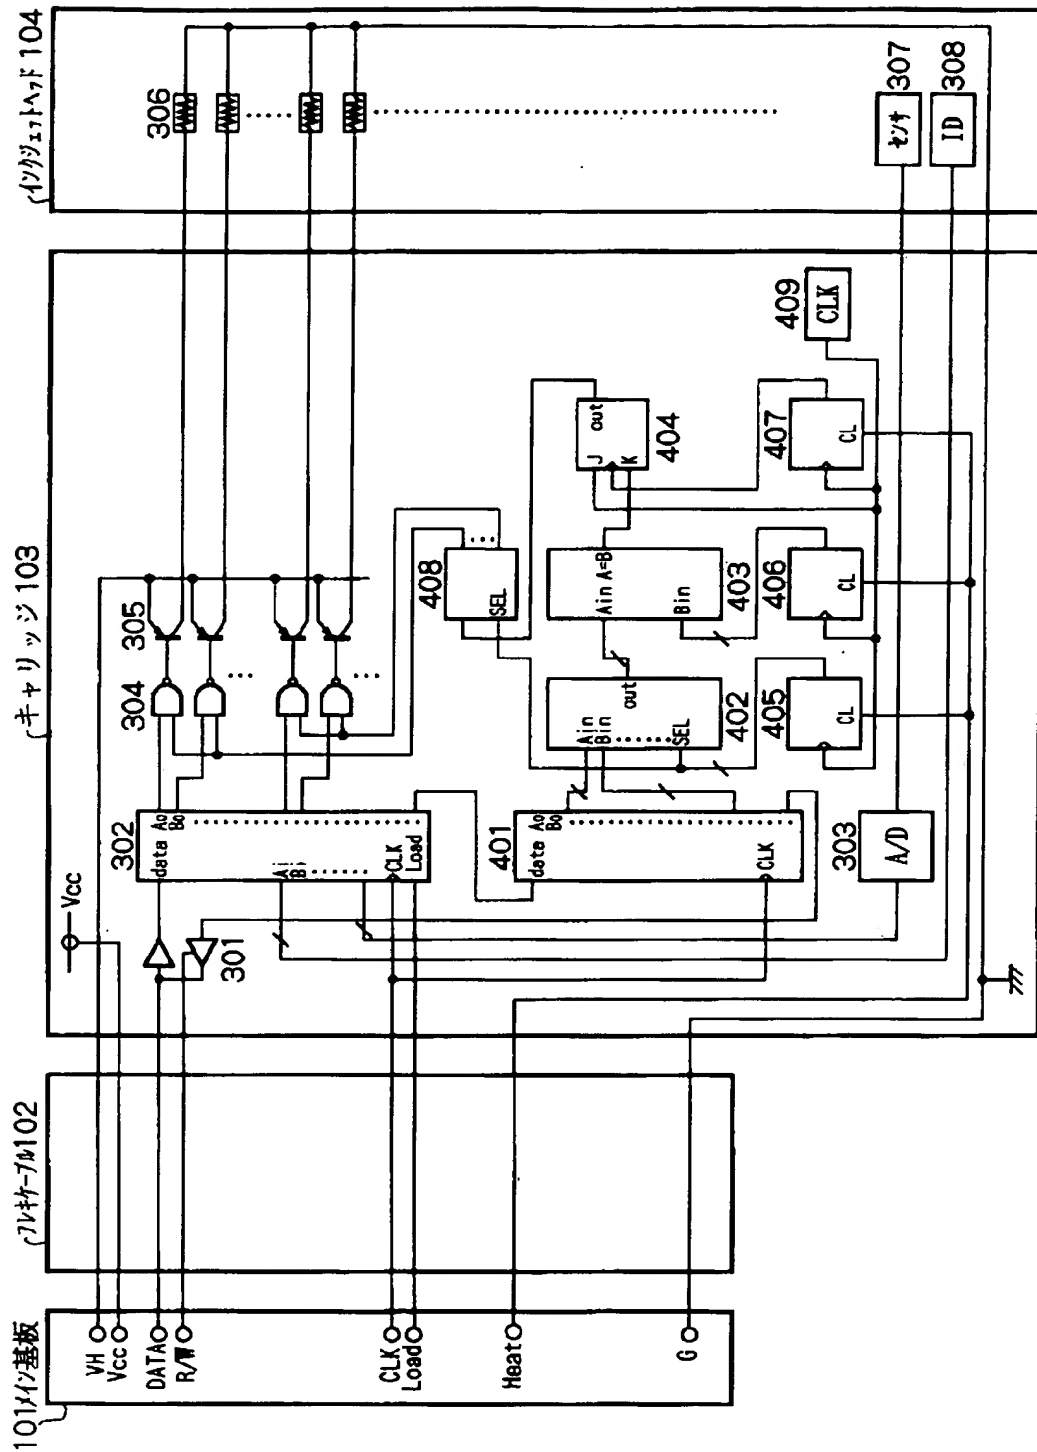 101メイン基板
VH
Vcc
DATA
R/W
CLK
Load
Heat
G
フレキケーブル102
キャリッジ103
Vcc
301
302
data
Ao
Bo
Ai
Bi
CLK
Load
304
305
401
data
Ao
Bo
CLK
303
A/D
402
Ain
Bin
SEL
out
403
Ain
A=B
Bin
404
J
K
out
405
CL
406
CL
407
CL
408
SEL
409
CLK
インクジェットヘッド104
306
307
センサ
308
ID